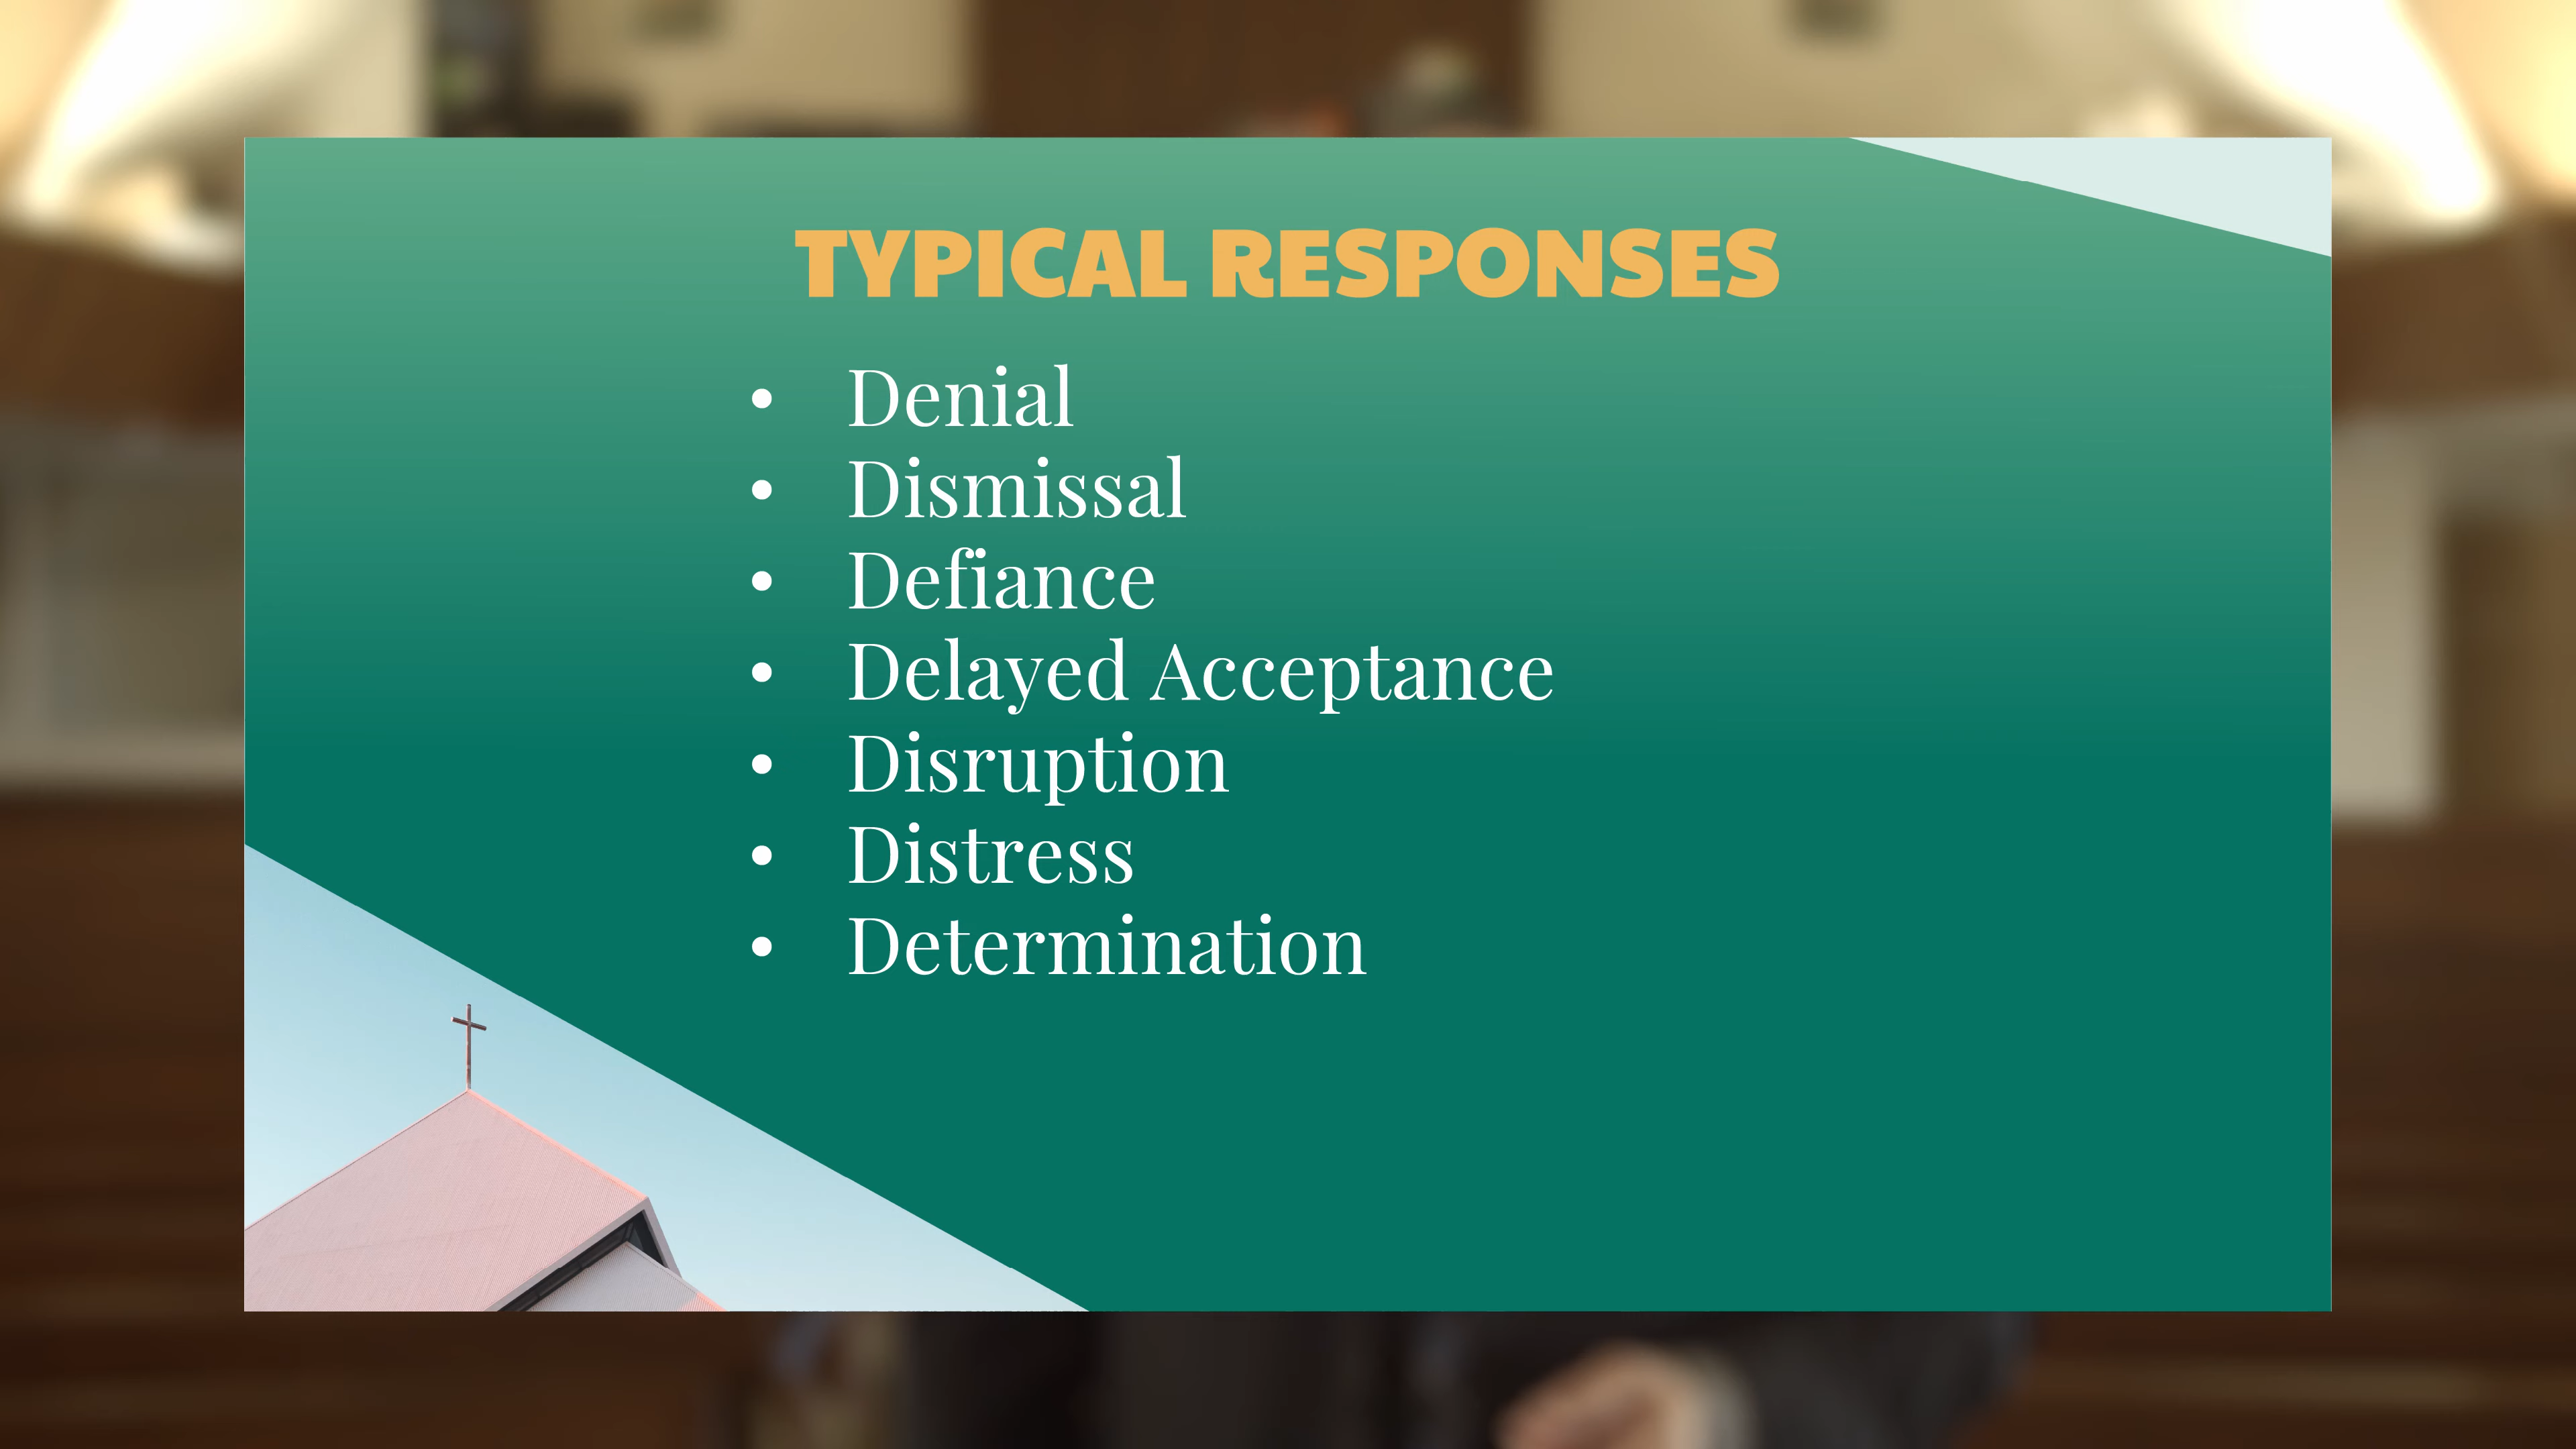 TYPICAL RESPONSES
• Denial
• Dismissal
• Defiance
• Delayed Acceptance
• Disruption
• Distress
• Determination